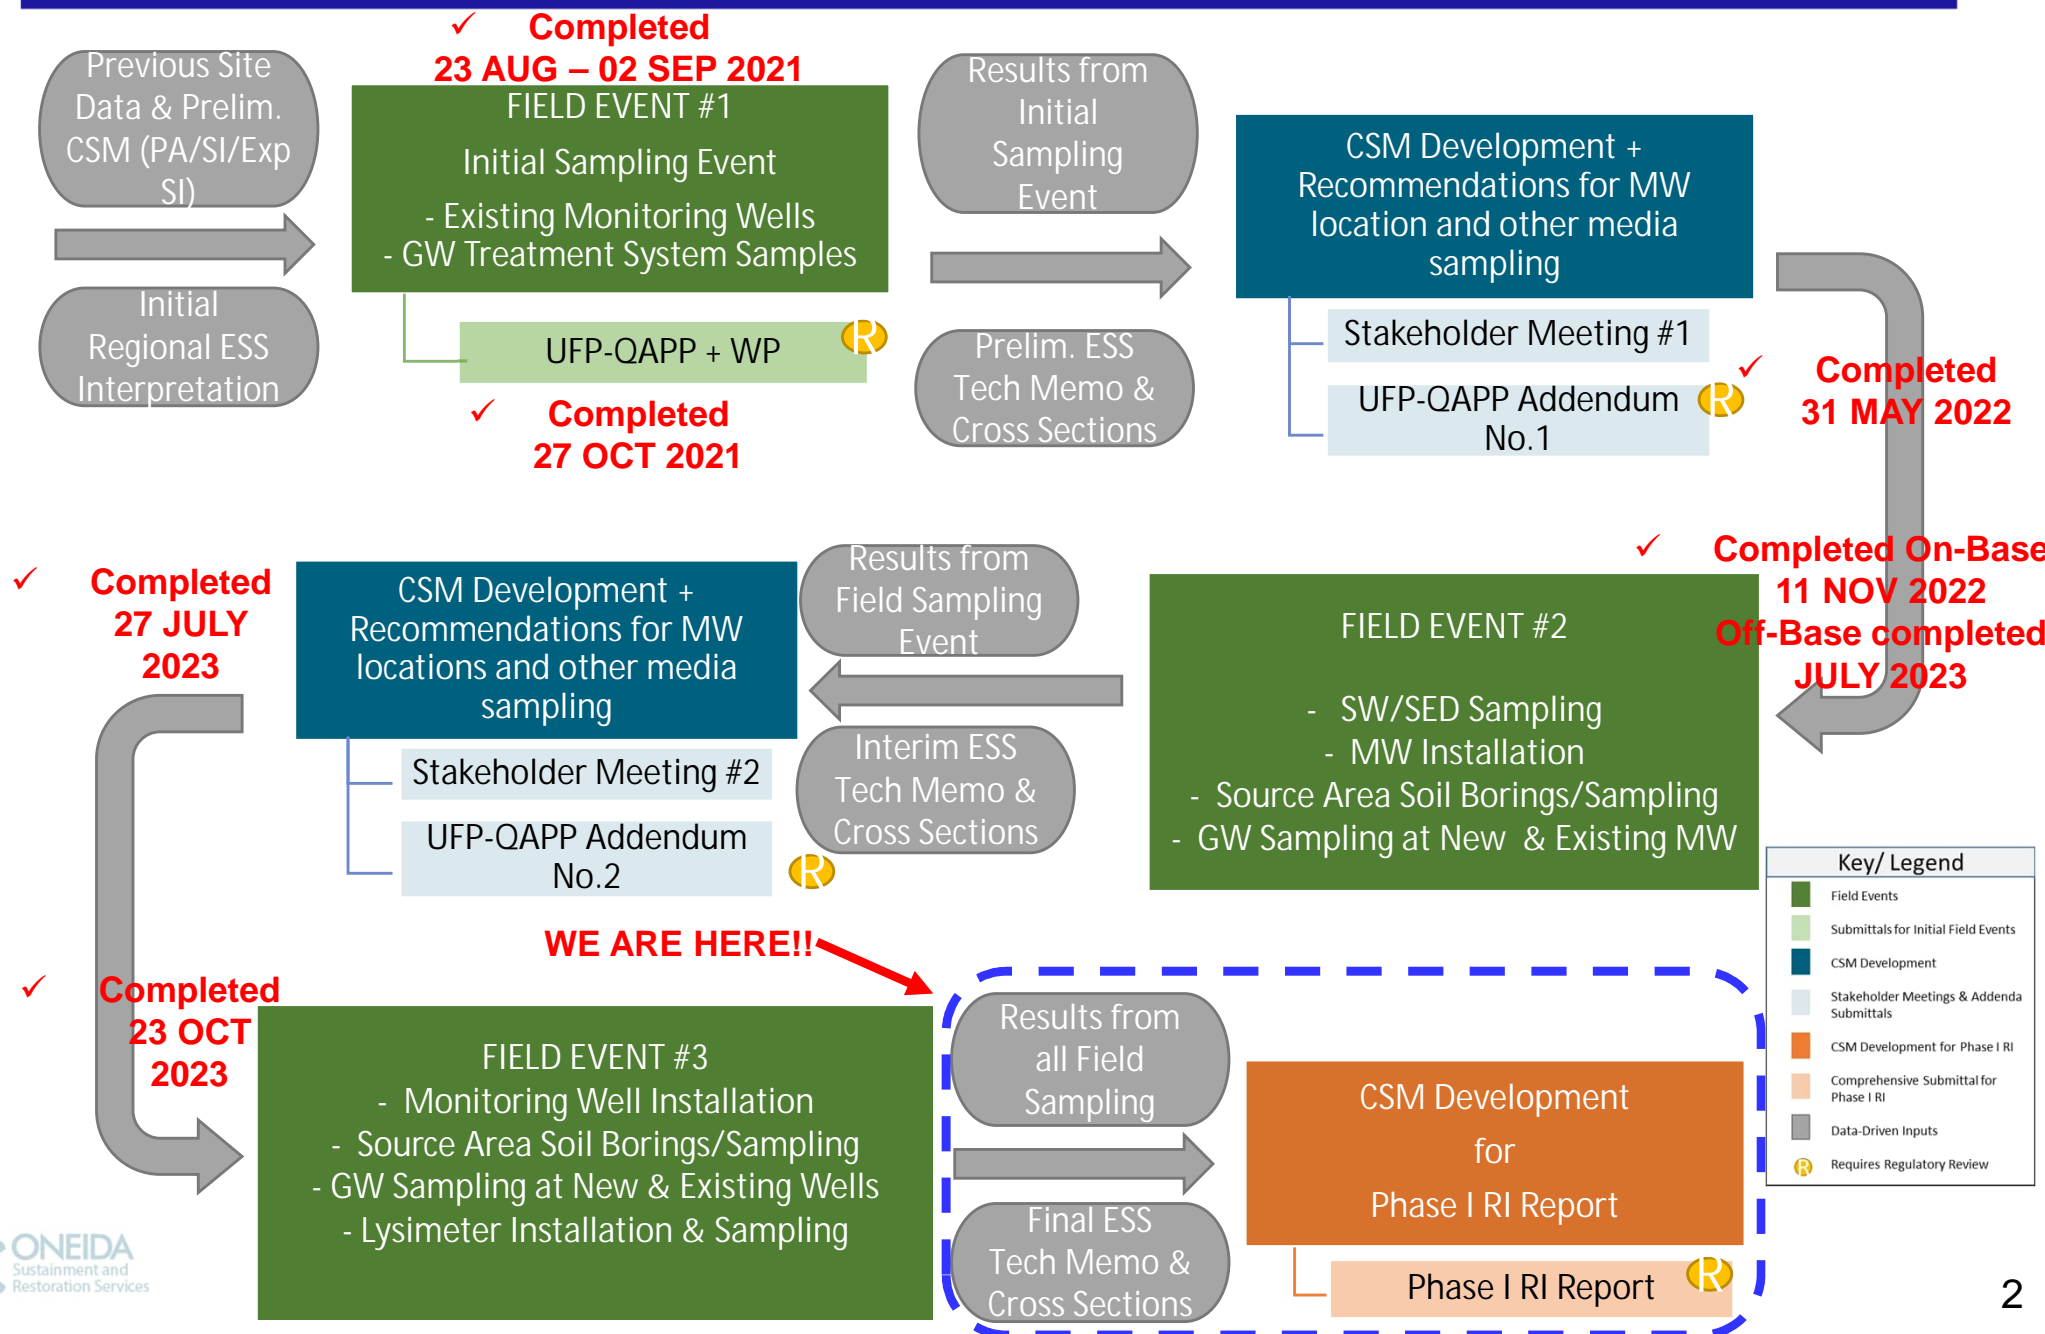 ✓ Completed
23 AUG – 02 SEP 2021
Previous Site
Data & Prelim.
CSM (PA/SI/Exp
SI)
Initial
Regional ESS
Interpretation
FIELD EVENT #1
Initial Sampling Event
- Existing Monitoring Wells
- GW Treatment System Samples
UFP-QAPP + WP
R
✓ Completed
27 OCT 2021
Results from
Initial
Sampling
Event
Prelim. ESS
Tech Memo &
Cross Sections
CSM Development +
Recommendations for MW
location and other media
sampling
Stakeholder Meeting #1
UFP-QAPP Addendum
No.1
R
✓ Completed
31 MAY 2022
✓ Completed On-Base
11 NOV 2022
Off-Base completed
JULY 2023
FIELD EVENT #2
- SW/SED Sampling
- MW Installation
- Source Area Soil Borings/Sampling
- GW Sampling at New & Existing MW
Results from
Field Sampling
Event
Interim ESS
Tech Memo &
Cross Sections
CSM Development +
Recommendations for MW
locations and other media
sampling
Stakeholder Meeting #2
UFP-QAPP Addendum
No.2
R
✓ Completed
27 JULY
2023
✓ Completed
23 OCT
2023
FIELD EVENT #3
- Monitoring Well Installation
- Source Area Soil Borings/Sampling
- GW Sampling at New & Existing Wells
- Lysimeter Installation & Sampling
WE ARE HERE!!
Results from
all Field
Sampling
Final ESS
Tech Memo &
Cross Sections
CSM Development
for
Phase I RI Report
Phase I RI Report
R
Key/ Legend
Field Events
Submittals for Initial Field Events
CSM Development
Stakeholder Meetings & Addenda
Submittals
CSM Development for Phase I RI
Comprehensive Submittal for
Phase I RI
Data-Driven Inputs
R Requires Regulatory Review
ONEIDA
Sustainment and
Restoration Services
2